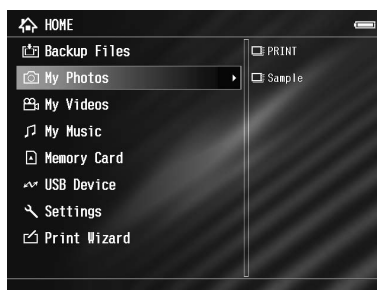 HOME
Backup Files
My Photos
My Videos
My Music
Memory Card
USB Device
Settings
Print Wizard
PRINT
Sample